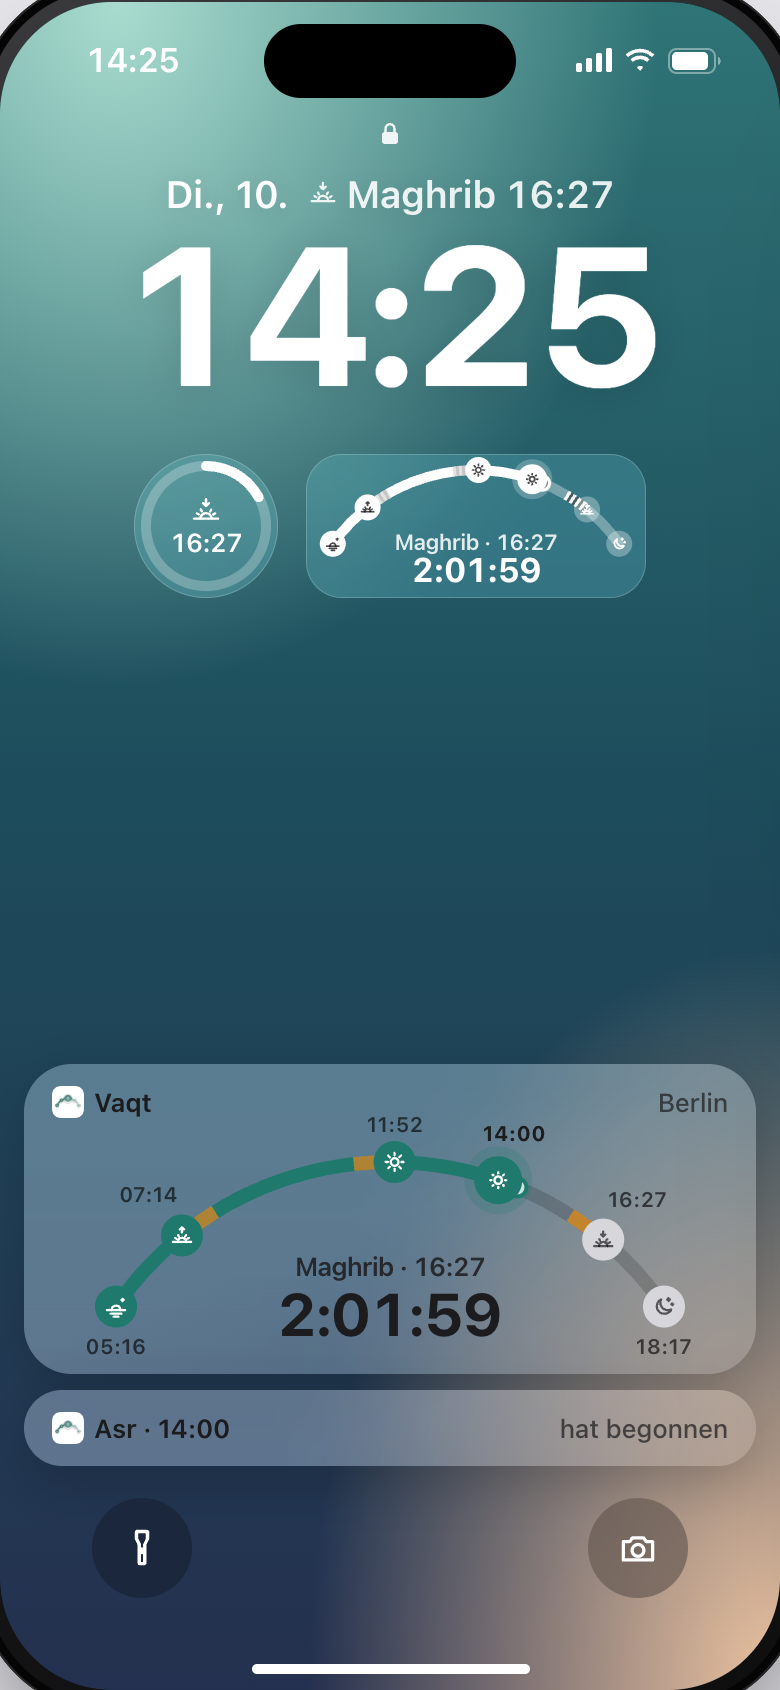 14:25
Di., 10. Maghrib 16:27
14:25
16:27
Maghrib · 16:27
2:01:59
Vaqt
Berlin
11:52
14:00
07:14
16:27
Maghrib · 16:27
2:01:59
05:16
18:17
Asr · 14:00
hat begonnen